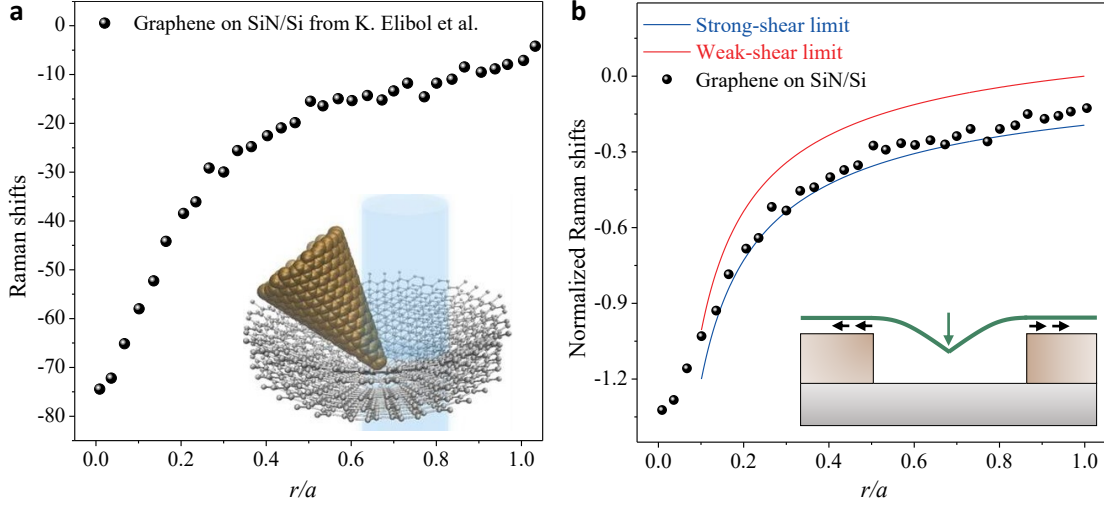 a
Graphene on SiN/Si from K. Elibol et al.
0
-10
-20
-30
-40
-50
-60
-70
-80
Raman shifts
0.0 0.2 0.4 0.6 0.8 1.0
r/a
b
Strong-shear limit
Weak-shear limit
Graphene on SiN/Si
0.0
-0.3
-0.6
-0.9
-1.2
Normalized Raman shifts
0.0 0.2 0.4 0.6 0.8 1.0
r/a